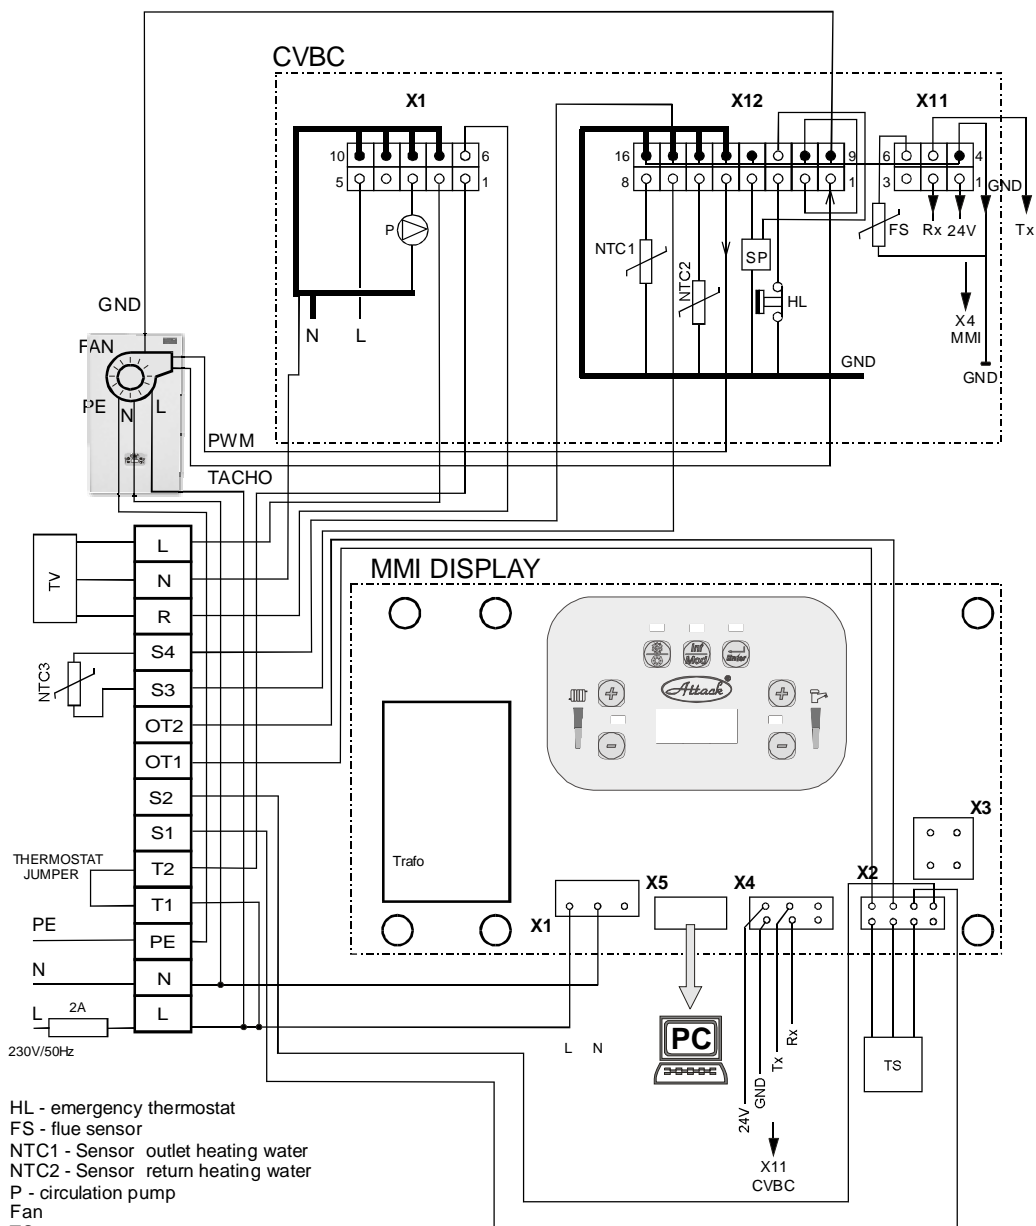 CVBC
X1
X12
X11
10
6
5
1
16
9
8
1
6
4
3
1
GND
P
NTC1
NTC2
SP
HL
FS
Rx
24V
Tx
N
L
X4
MMI
GND
GND
GND
FAN
PE
N
L
PWM
TACHO
MMI DISPLAY
TV
L
N
R
S4
S3
OT2
OT1
S2
S1
T2
T1
PE
N
L
NTC3
THERMOSTAT
JUMPER
PE
N
L
2A
230V/50Hz
Inf
Mod
Enter
Attack
Trafo
X1
X5
X4
X2
X3
L
N
PC
24V
GND
Tx
Rx
TS
X11
CVBC
HL - emergency thermostat
FS - flue sensor
NTC1 - Sensor outlet heating water
NTC2 - Sensor return heating water
P - circulation pump
Fan